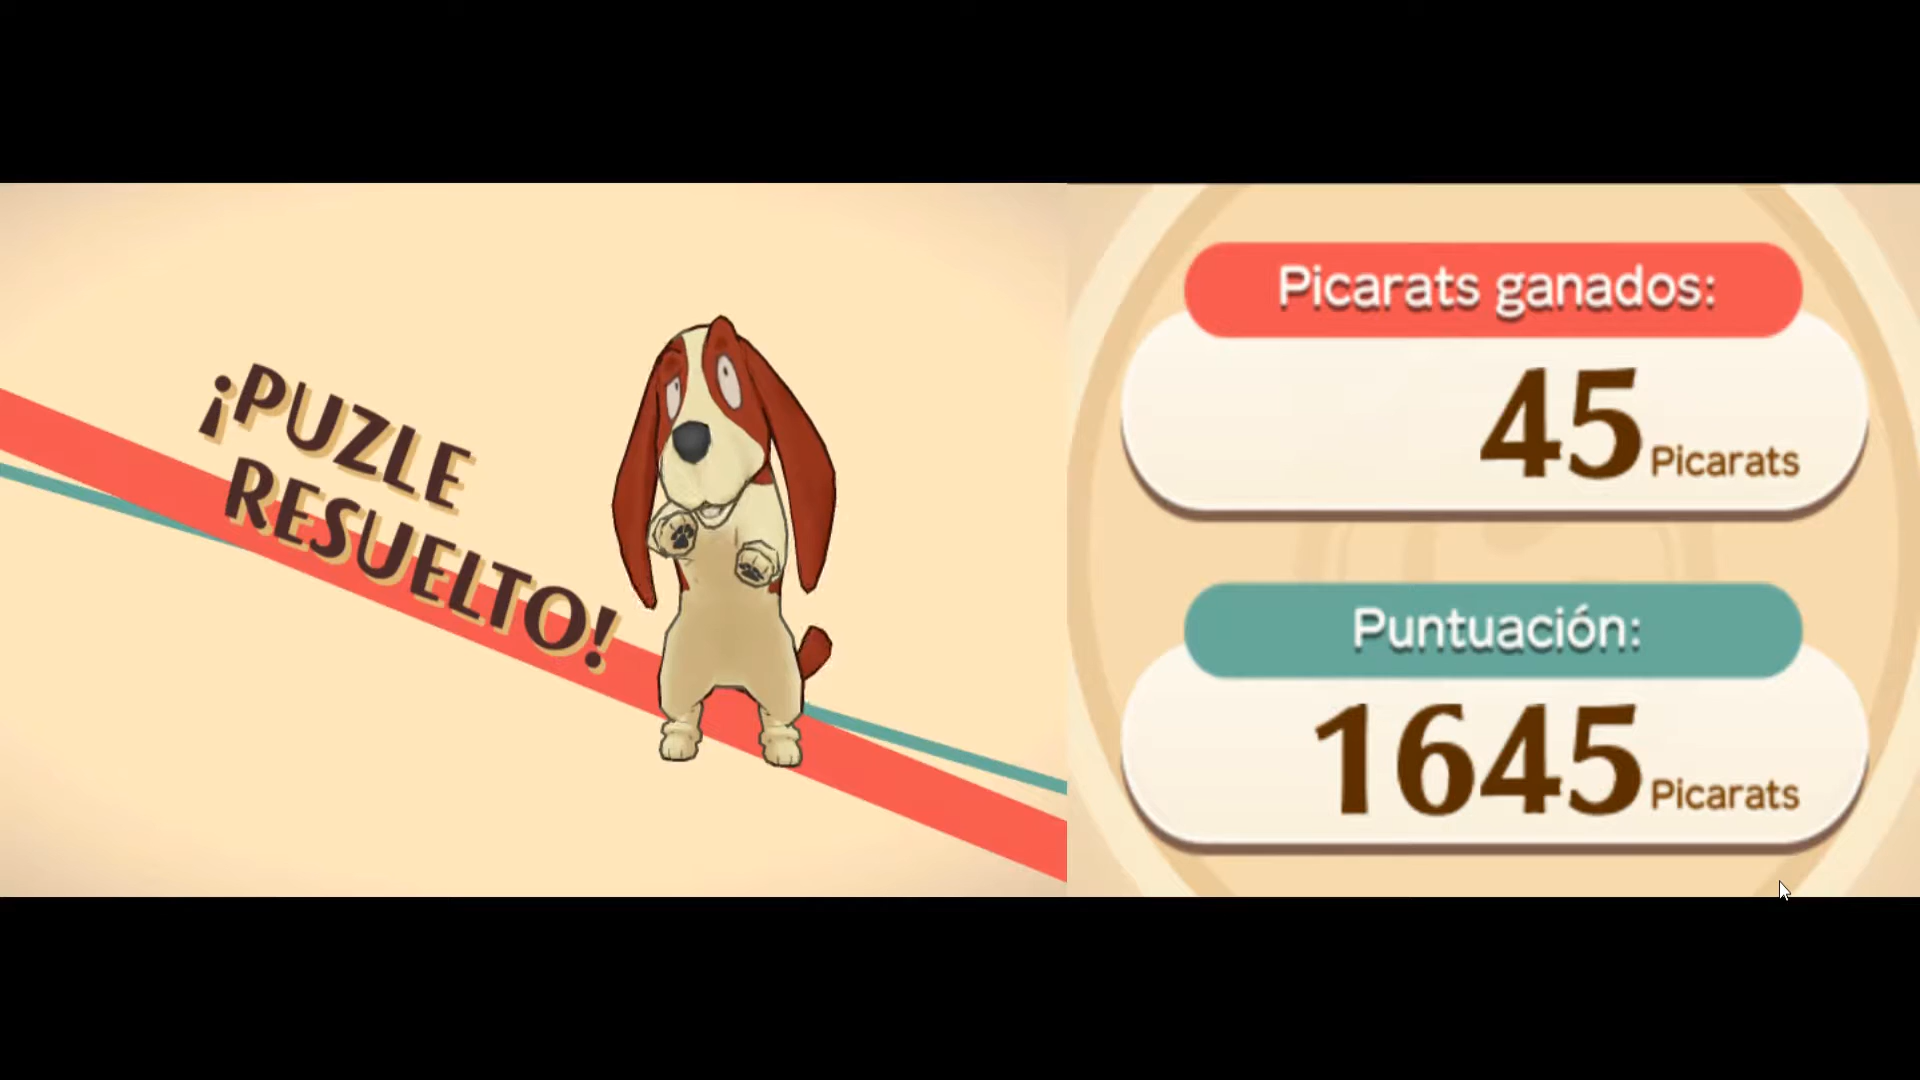 ¡PUZLE
RESUELTO!
Picarats ganados:
45 Picarats
Puntuación:
1645 Picarats